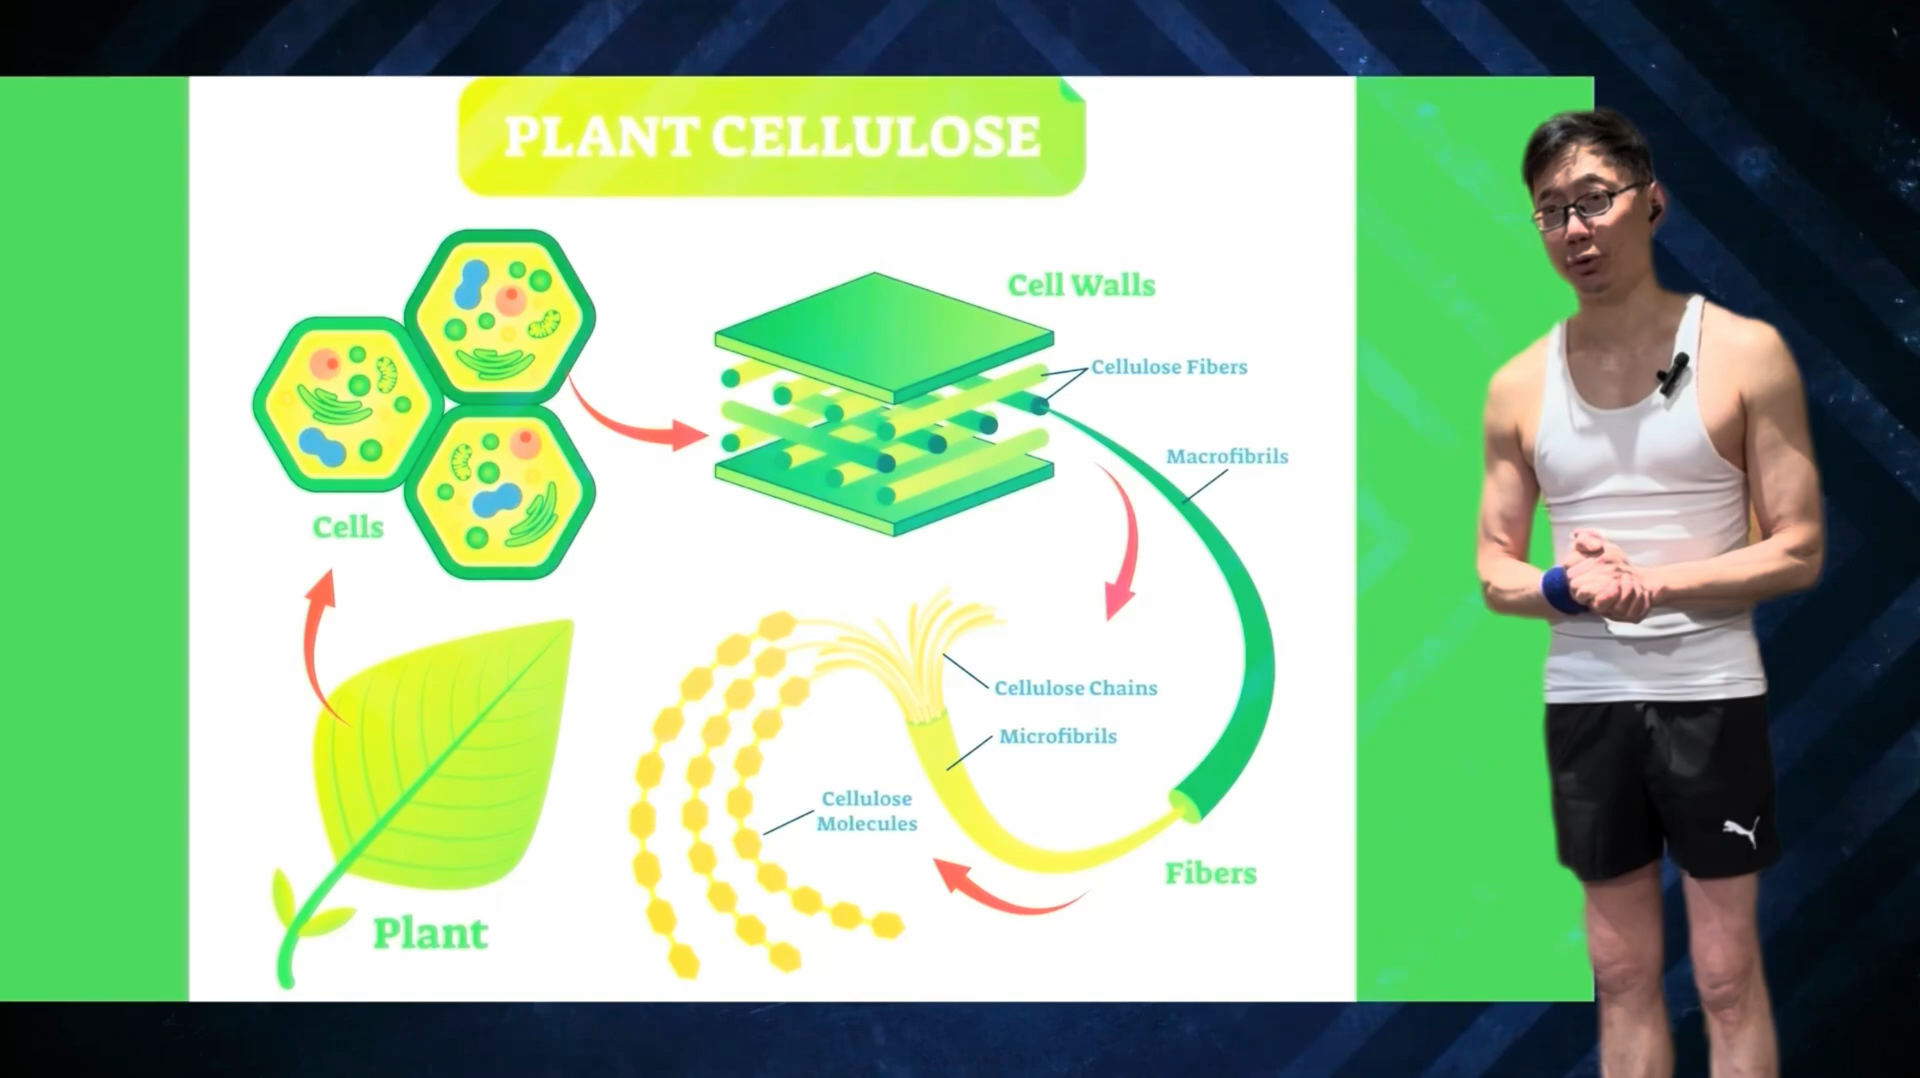 PLANT CELLULOSE
Cell Walls
Cellulose Fibers
Macrofibrils
Cells
Cellulose Chains
Microfibrils
Cellulose
Molecules
Fibers
Plant